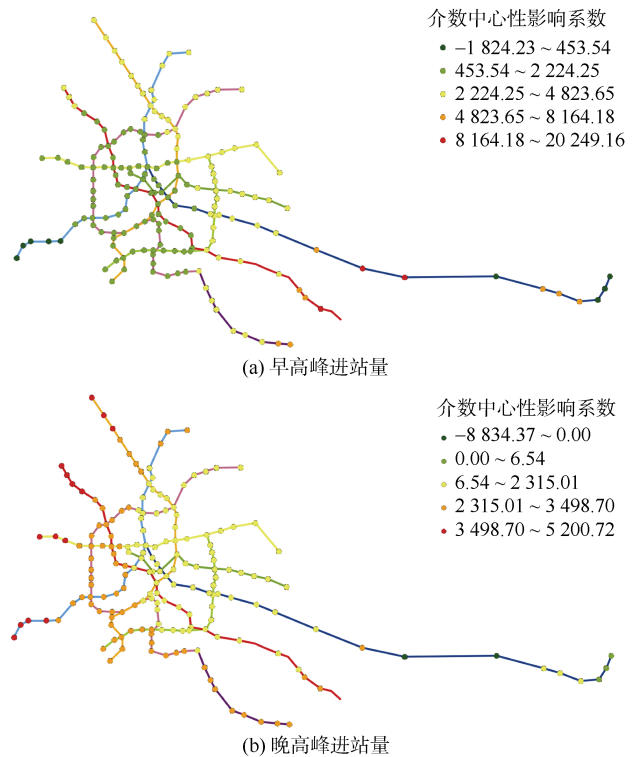 介数中心性影响系数
−1 824.23 ~ 453.54
453.54 ~ 2 224.25
2 224.25 ~ 4 823.65
4 823.65 ~ 8 164.18
8 164.18 ~ 20 249.16
(a) 早高峰进站量
介数中心性影响系数
−8 834.37 ~ 0.00
0.00 ~ 6.54
6.54 ~ 2 315.01
2 315.01 ~ 3 498.70
3 498.70 ~ 5 200.72
(b) 晚高峰进站量